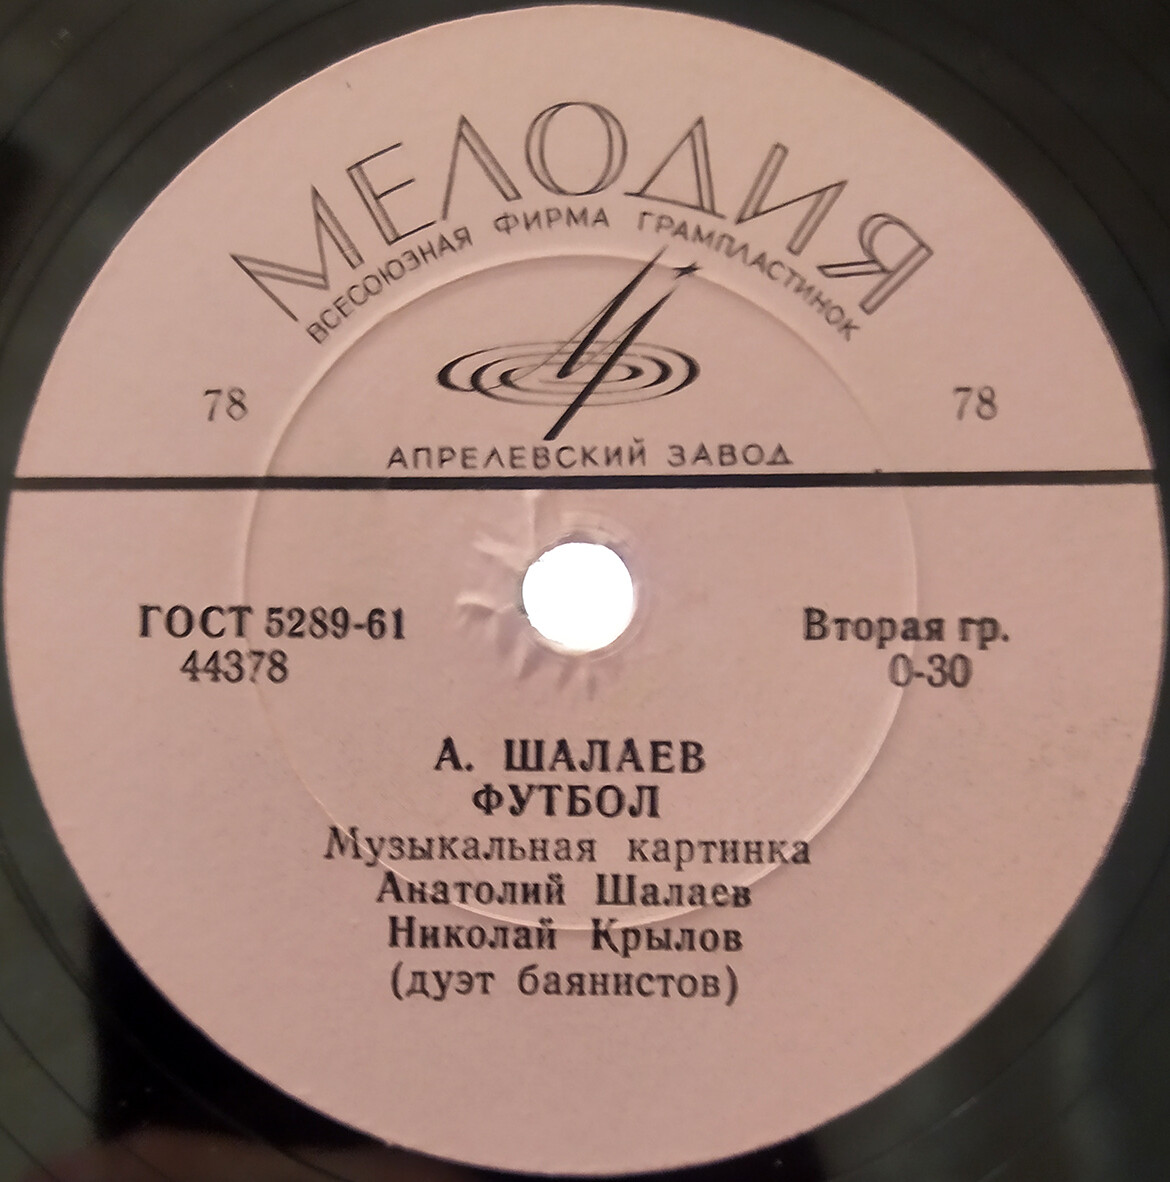 МЕЛОДИЯ
ВСЕСОЮЗНАЯ ФИРМА ГРАМПЛАСТИНОК
78 78
АПРЕЛЕВСКИЙ ЗАВОД
ГОСТ 5289-61 Вторая гр.
44378 0-30
А. ШАЛАЕВ
ФУТБОЛ
Музыкальная картинка
Анатолий Шалаев
Николай Крылов
(дуэт баянистов)